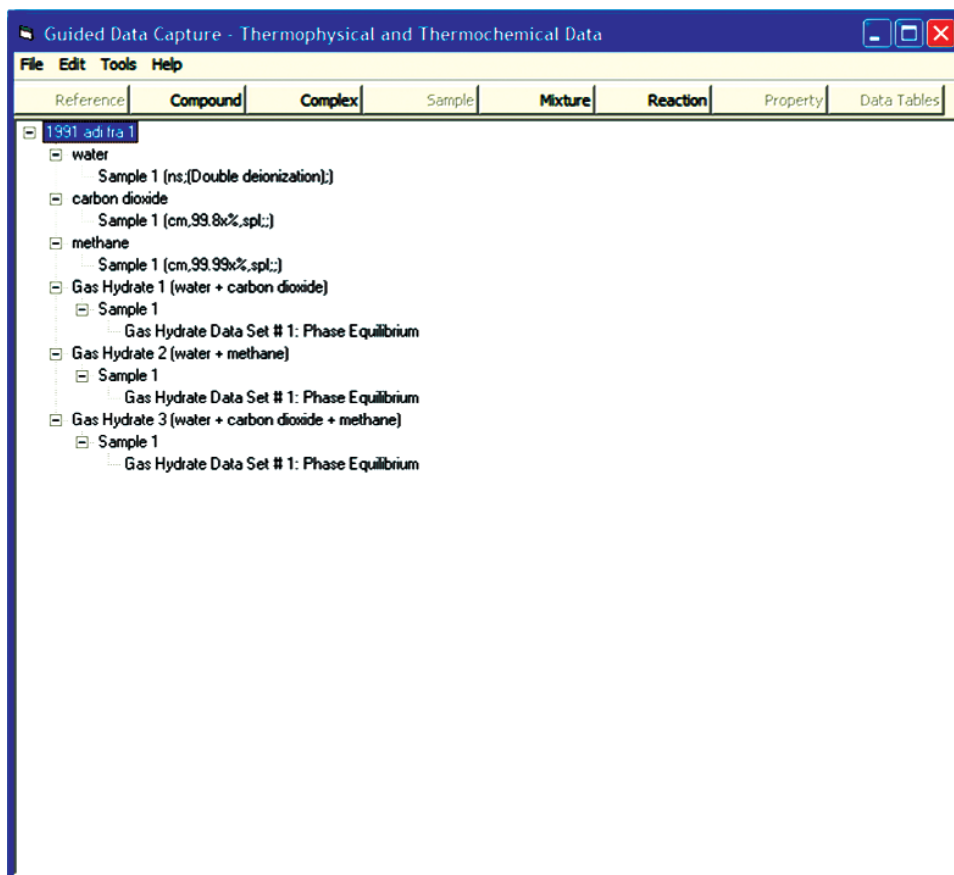 Guided Data Capture - Thermophysical and Thermochemical Data
File Edit Tools Help
Reference Compound Complex Sample Mixture Reaction Property Data Tables
1991 adi fra 1
water
Sample 1 (ns;(Double deionization);)
carbon dioxide
Sample 1 (cm,99.8x%,spl;;)
methane
Sample 1 (cm,99.99x%,spl;;)
Gas Hydrate 1 (water + carbon dioxide)
Sample 1
Gas Hydrate Data Set # 1: Phase Equilibrium
Gas Hydrate 2 (water + methane)
Sample 1
Gas Hydrate Data Set # 1: Phase Equilibrium
Gas Hydrate 3 (water + carbon dioxide + methane)
Sample 1
Gas Hydrate Data Set # 1: Phase Equilibrium